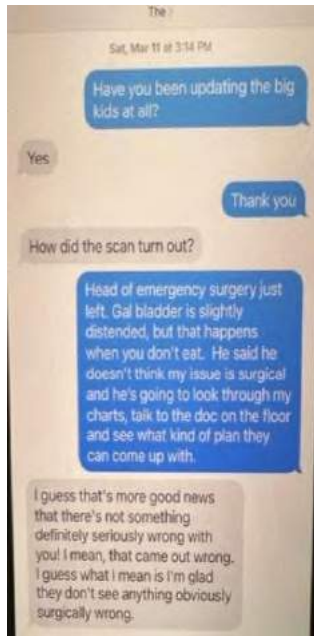 The
Sat, Mar 11 at 3:14 PM
Have you been updating the big
kids at all?
Yes
Thank you
How did the scan turn out?
Head of emergency surgery just
left. Gal bladder is slightly
distended, but that happens
when you don't eat. He said he
doesn't think my issue is surgical
and he's going to look through my
charts, talk to the doc on the floor
and see what kind of plan they
can come up with.
I guess that's more good news
that there's not something
definitely seriously wrong with
you! I mean, that came out wrong.
I guess what I mean is I'm glad
they don't see anything obviously
surgically wrong.